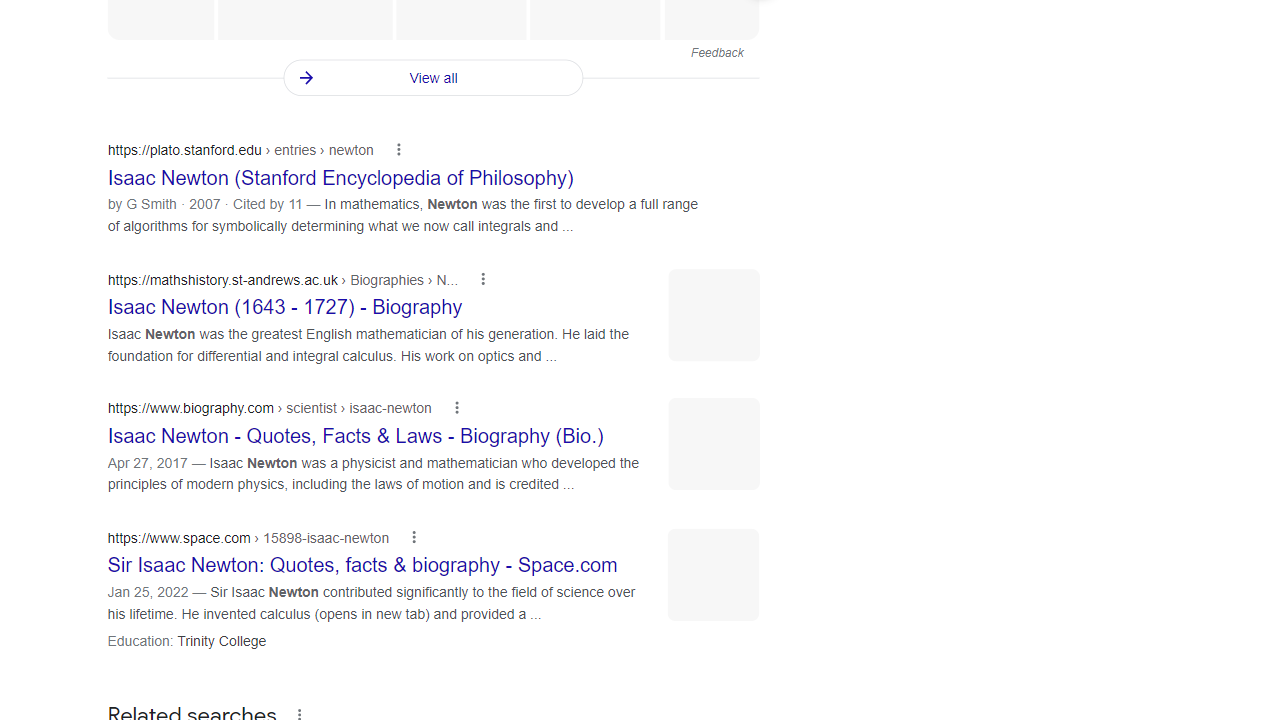 Feedback
View all
https://plato.stanford.edu › entries › newton
Isaac Newton (Stanford Encyclopedia of Philosophy)
by G Smith · 2007 · Cited by 11 — In mathematics, Newton was the first to develop a full range
of algorithms for symbolically determining what we now call integrals and ...
https://mathshistory.st-andrews.ac.uk › Biographies › N...
Isaac Newton (1643 - 1727) - Biography
Isaac Newton was the greatest English mathematician of his generation. He laid the
foundation for differential and integral calculus. His work on optics and ...
https://www.biography.com › scientist › isaac-newton
Isaac Newton - Quotes, Facts & Laws - Biography (Bio.)
Apr 27, 2017 — Isaac Newton was a physicist and mathematician who developed the
principles of modern physics, including the laws of motion and is credited ...
https://www.space.com › 15898-isaac-newton
Sir Isaac Newton: Quotes, facts & biography - Space.com
Jan 25, 2022 — Sir Isaac Newton contributed significantly to the field of science over
his lifetime. He invented calculus (opens in new tab) and provided a ...
Education: Trinity College
Related searches